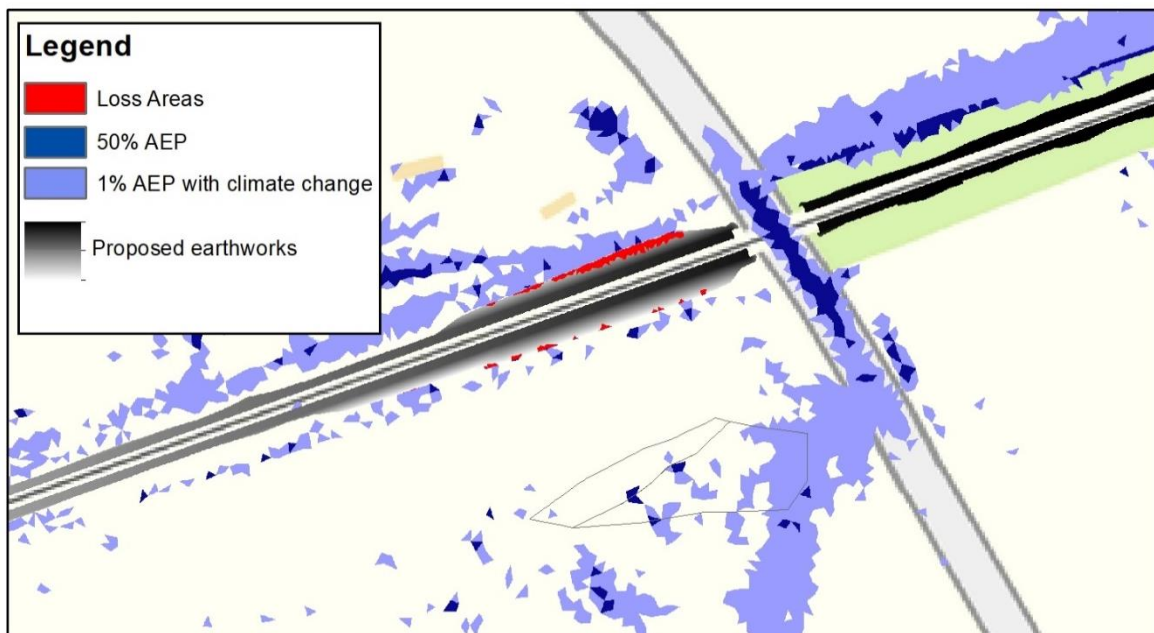 Legend
Loss Areas
50% AEP
1% AEP with climate change
Proposed earthworks